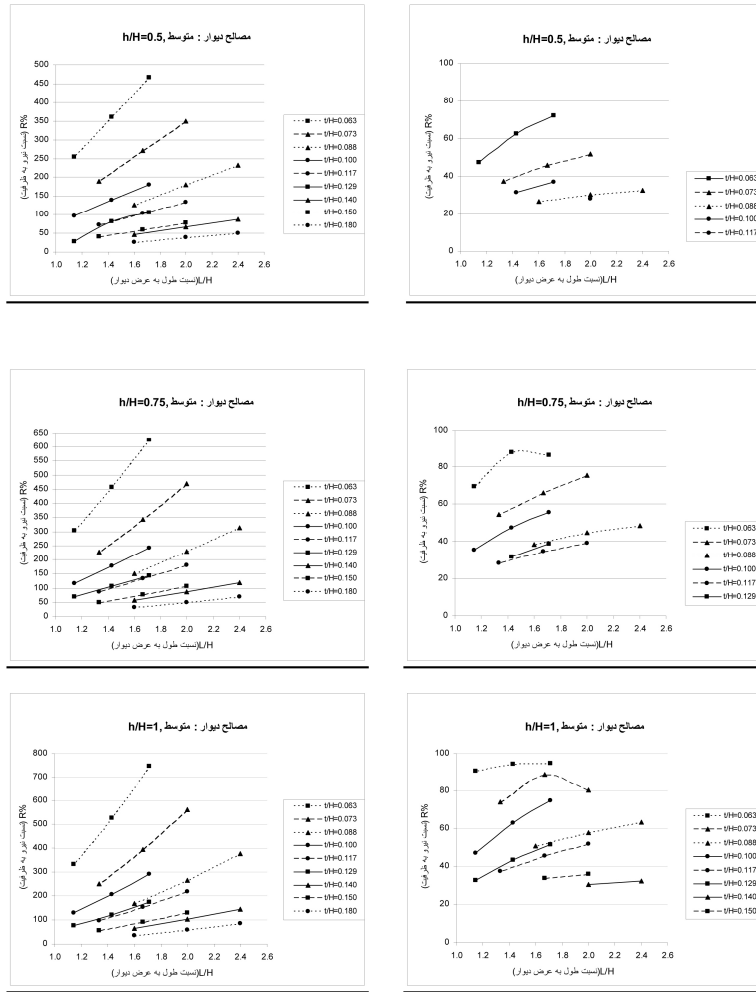 مصالح دیوار : متوسط ,h/H=0.5
500
450
400
350
300
250
200
150
100
50
0
R% (نسبت نیرو به ظرفیت)
1.0 1.2 1.4 1.6 1.8 2.0 2.2 2.4 2.6
L/H(نسبت طول به عرض دیوار)
t/H=0.063
t/H=0.073
t/H=0.088
t/H=0.100
t/H=0.117
t/H=0.129
t/H=0.140
t/H=0.150
t/H=0.180
مصالح دیوار : متوسط ,h/H=0.5
100
80
60
40
20
0
R% (نسبت نیرو به ظرفیت)
1.0 1.2 1.4 1.6 1.8 2.0 2.2 2.4 2.6
L/H(نسبت طول به عرض دیوار)
t/H=0.063
t/H=0.073
t/H=0.088
t/H=0.100
t/H=0.117
مصالح دیوار : متوسط ,h/H=0.75
650
600
550
500
450
400
350
300
250
200
150
100
50
0
R% (نسبت نیرو به ظرفیت)
1.0 1.2 1.4 1.6 1.8 2.0 2.2 2.4 2.6
L/H(نسبت طول به عرض دیوار)
t/H=0.063
t/H=0.073
t/H=0.088
t/H=0.100
t/H=0.117
t/H=0.129
t/H=0.140
t/H=0.150
t/H=0.180
مصالح دیوار : متوسط ,h/H=0.75
100
80
60
40
20
0
R% (نسبت نیرو به ظرفیت)
1.0 1.2 1.4 1.6 1.8 2.0 2.2 2.4 2.6
L/H(نسبت طول به عرض دیوار)
t/H=0.063
t/H=0.073
t/H=0.088
t/H=0.100
t/H=0.117
t/H=0.129
مصالح دیوار : متوسط ,h/H=1
800
700
600
500
400
300
200
100
0
R% (نسبت نیرو به ظرفیت)
1.0 1.2 1.4 1.6 1.8 2.0 2.2 2.4 2.6
L/H(نسبت طول به عرض دیوار)
t/H=0.063
t/H=0.073
t/H=0.088
t/H=0.100
t/H=0.117
t/H=0.129
t/H=0.140
t/H=0.150
t/H=0.180
مصالح دیوار : متوسط ,h/H=1
100
80
60
40
20
0
R% (نسبت نیرو به ظرفیت)
1.0 1.2 1.4 1.6 1.8 2.0 2.2 2.4 2.6
L/H(نسبت طول به عرض دیوار)
t/H=0.063
t/H=0.073
t/H=0.088
t/H=0.100
t/H=0.117
t/H=0.129
t/H=0.140
t/H=0.150